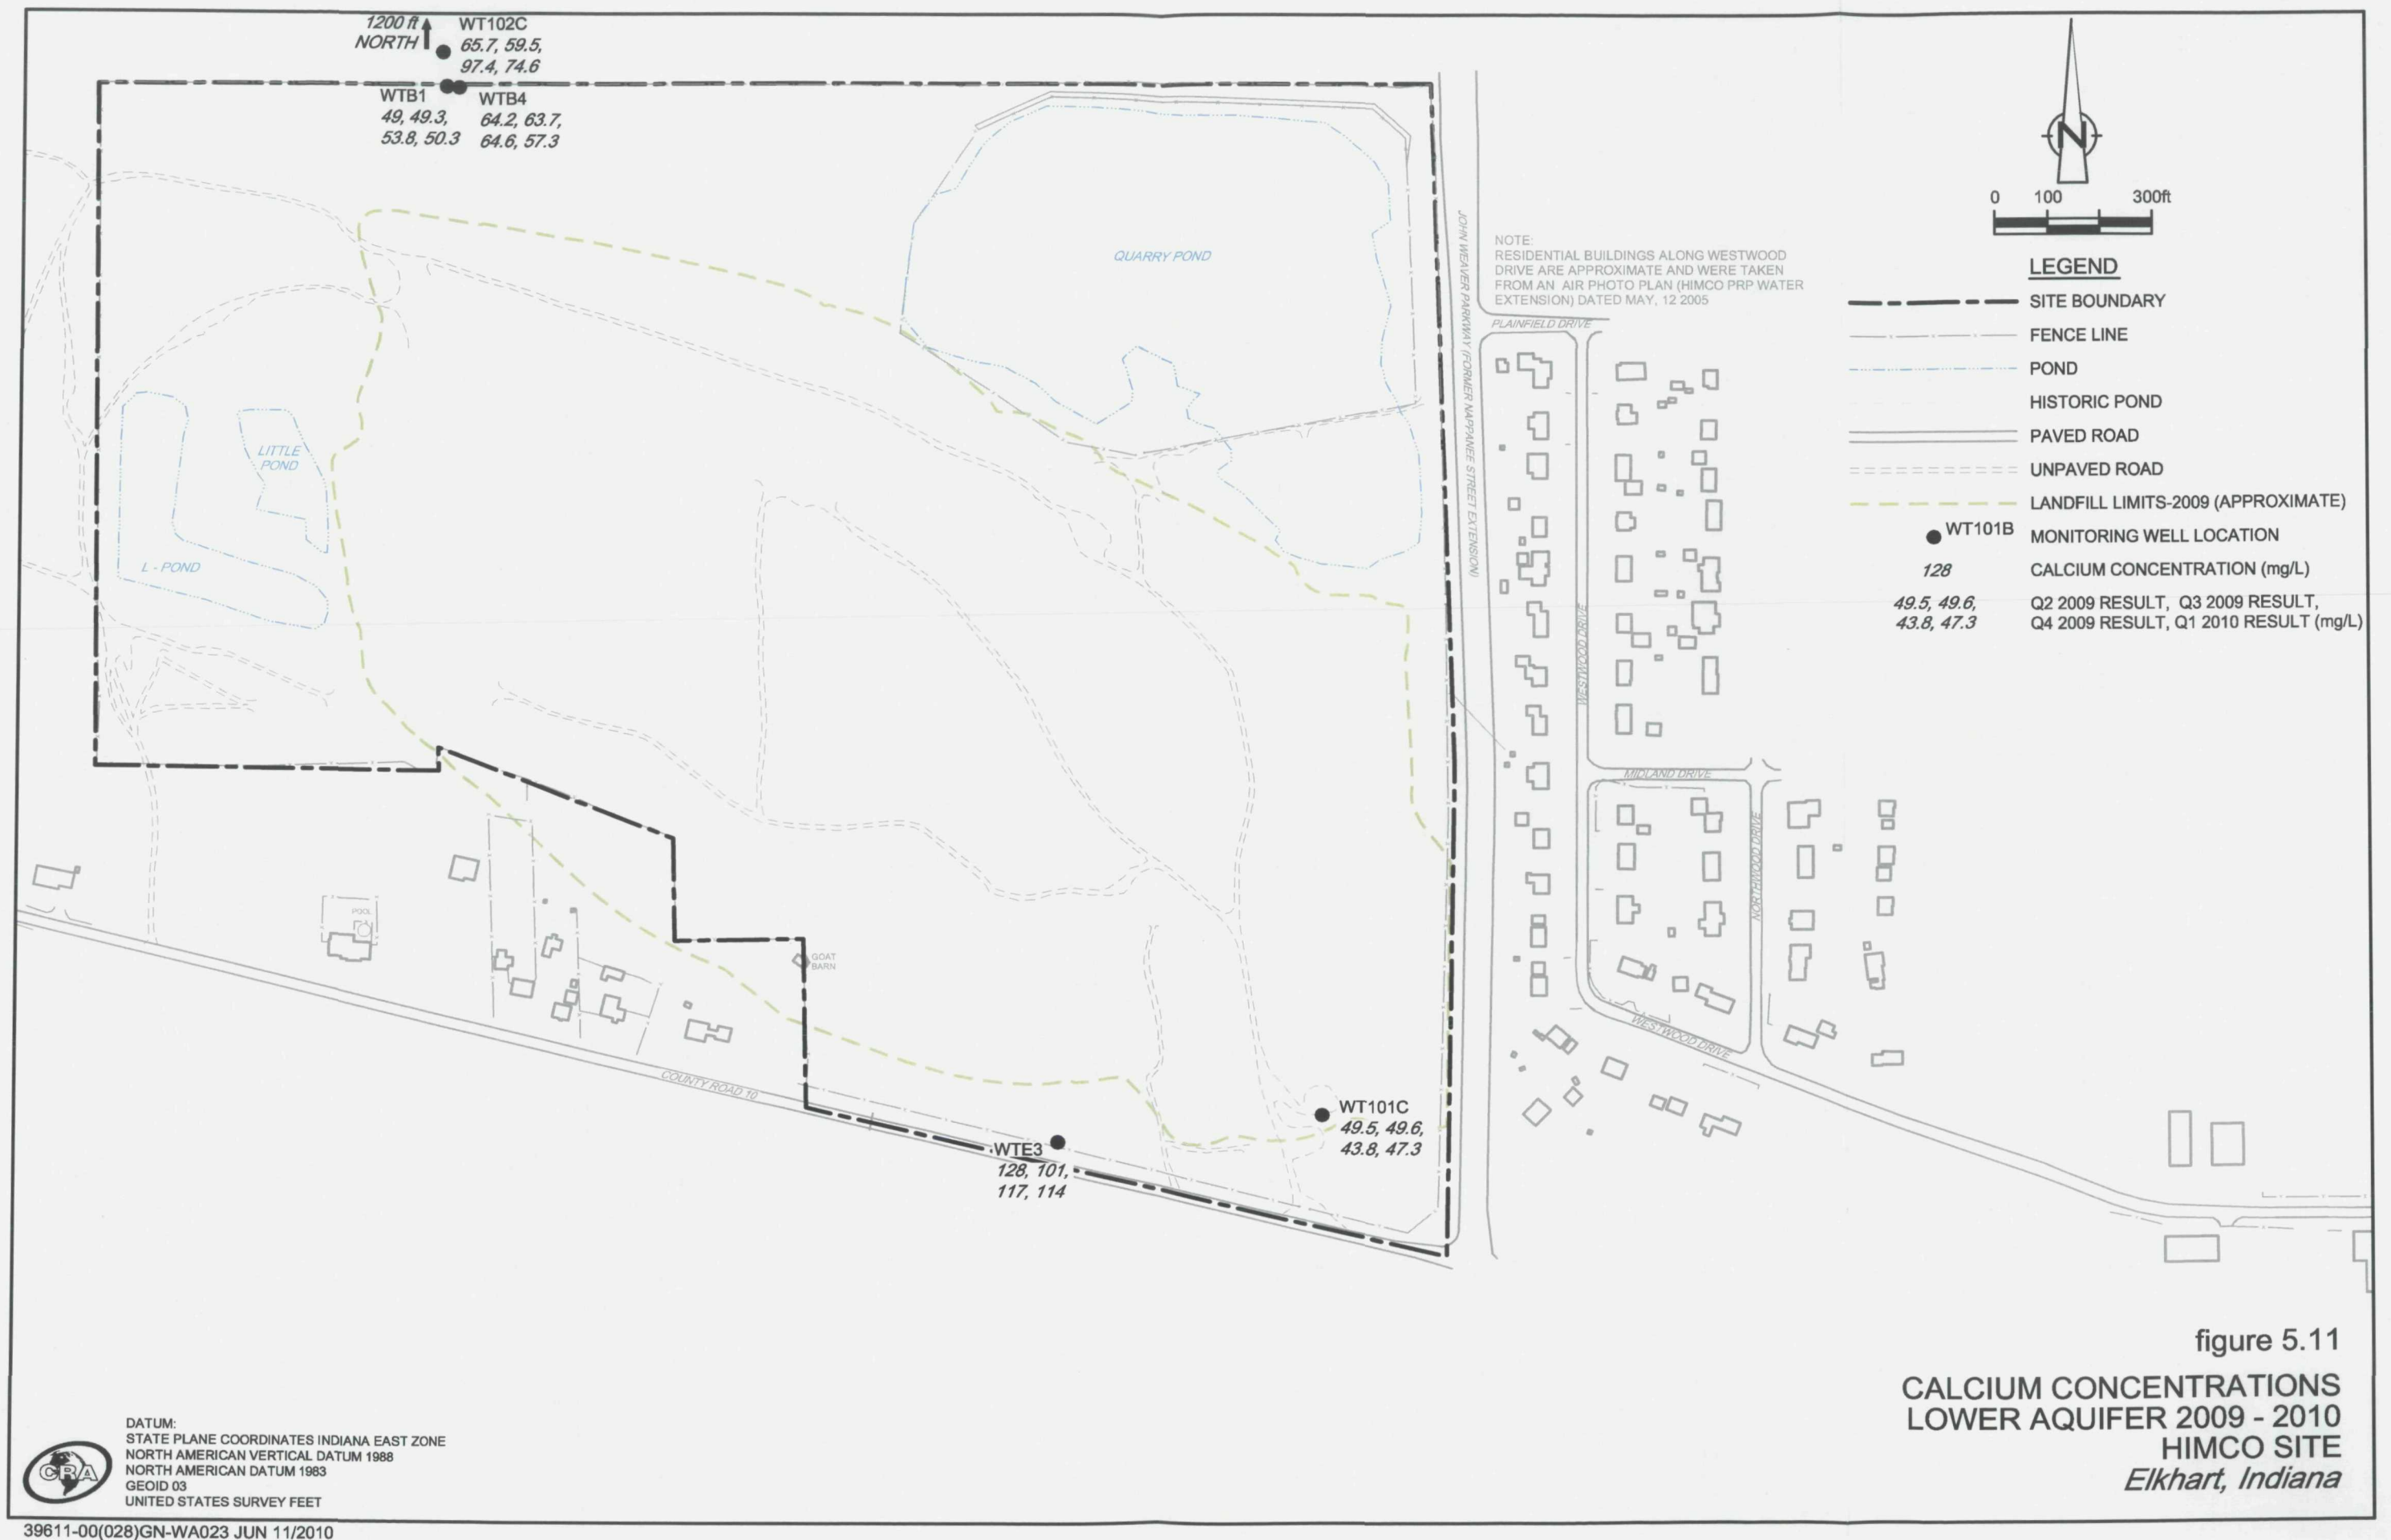 1200 ft
NORTH
WT102C
65.7, 59.5,
97.4, 74.6
WTB1
49, 49.3,
53.8, 50.3
WTB4
64.2, 63.7,
64.6, 57.3
QUARRY POND
LITTLE
POND
L - POND
JOHN WEAVER PARKWAY (FORMER NAPPANEE STREET EXTENSION)
NOTE:
RESIDENTIAL BUILDINGS ALONG WESTWOOD
DRIVE ARE APPROXIMATE AND WERE TAKEN
FROM AN AIR PHOTO PLAN (HIMCO PRP WATER
EXTENSION) DATED MAY, 12 2005
PLAINFIELD DRIVE
WESTWOOD DRIVE
MIDLAND DRIVE
NORTHWOOD DRIVE
WESTWOOD DRIVE
POOL
GOAT
BARN
COUNTY ROAD 10
WTE3
128, 101,
117, 114
WT101C
49.5, 49.6,
43.8, 47.3
N
0 100 300ft
LEGEND
SITE BOUNDARY
FENCE LINE
POND
HISTORIC POND
PAVED ROAD
UNPAVED ROAD
LANDFILL LIMITS-2009 (APPROXIMATE)
WT101B MONITORING WELL LOCATION
128 CALCIUM CONCENTRATION (mg/L)
49.5, 49.6, Q2 2009 RESULT, Q3 2009 RESULT,
43.8, 47.3 Q4 2009 RESULT, Q1 2010 RESULT (mg/L)
figure 5.11
CALCIUM CONCENTRATIONS
LOWER AQUIFER 2009 - 2010
HIMCO SITE
Elkhart, Indiana
CRA
DATUM:
STATE PLANE COORDINATES INDIANA EAST ZONE
NORTH AMERICAN VERTICAL DATUM 1988
NORTH AMERICAN DATUM 1983
GEOID 03
UNITED STATES SURVEY FEET
39611-00(028)GN-WA023 JUN 11/2010